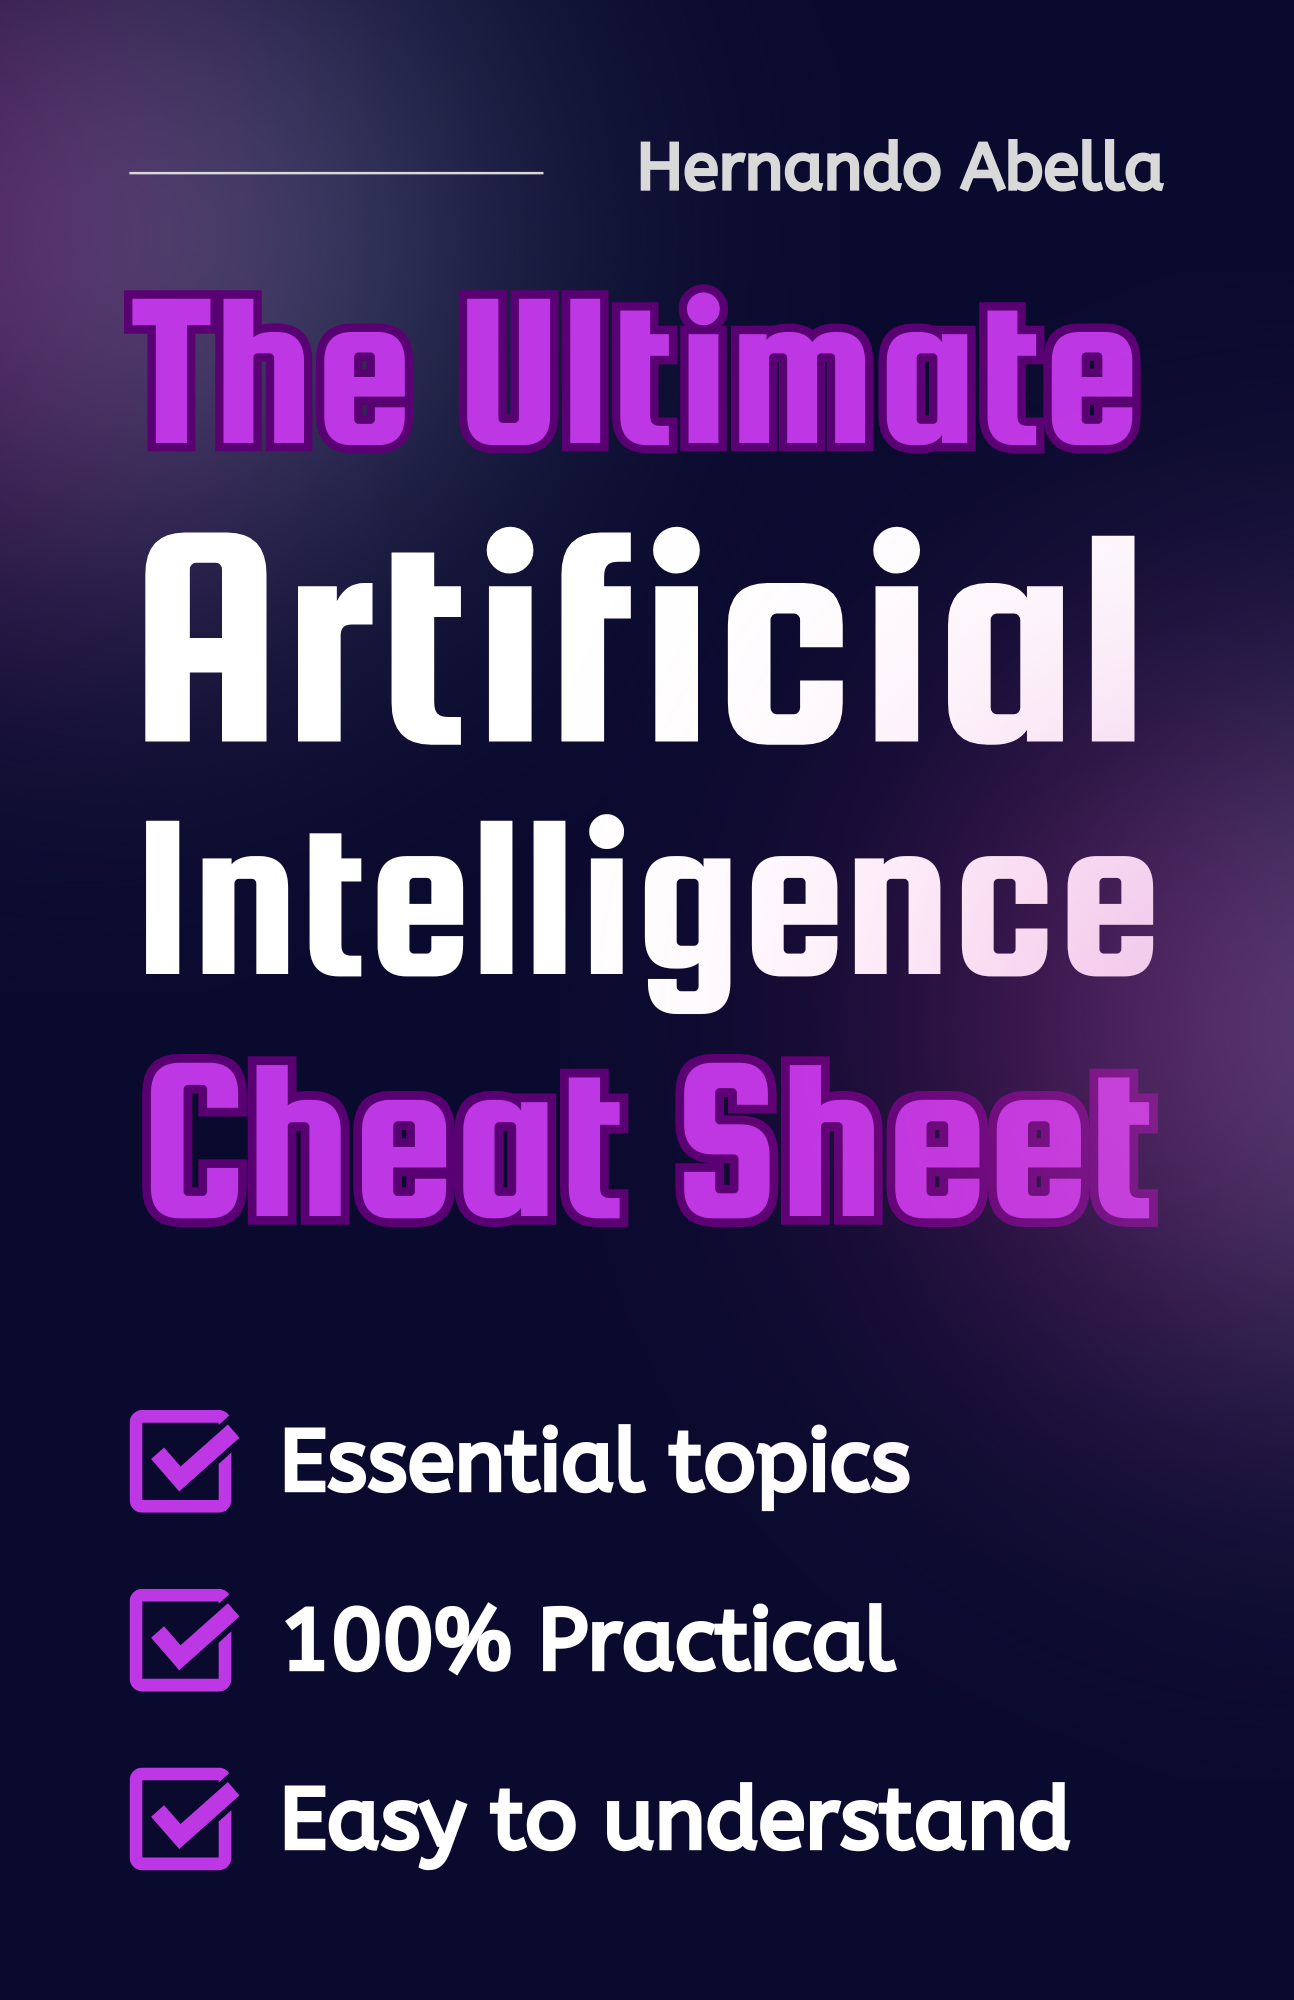 Hernando Abella
The Ultimate
Artificial
Intelligence
Cheat Sheet
Essential topics
100% Practical
Easy to understand